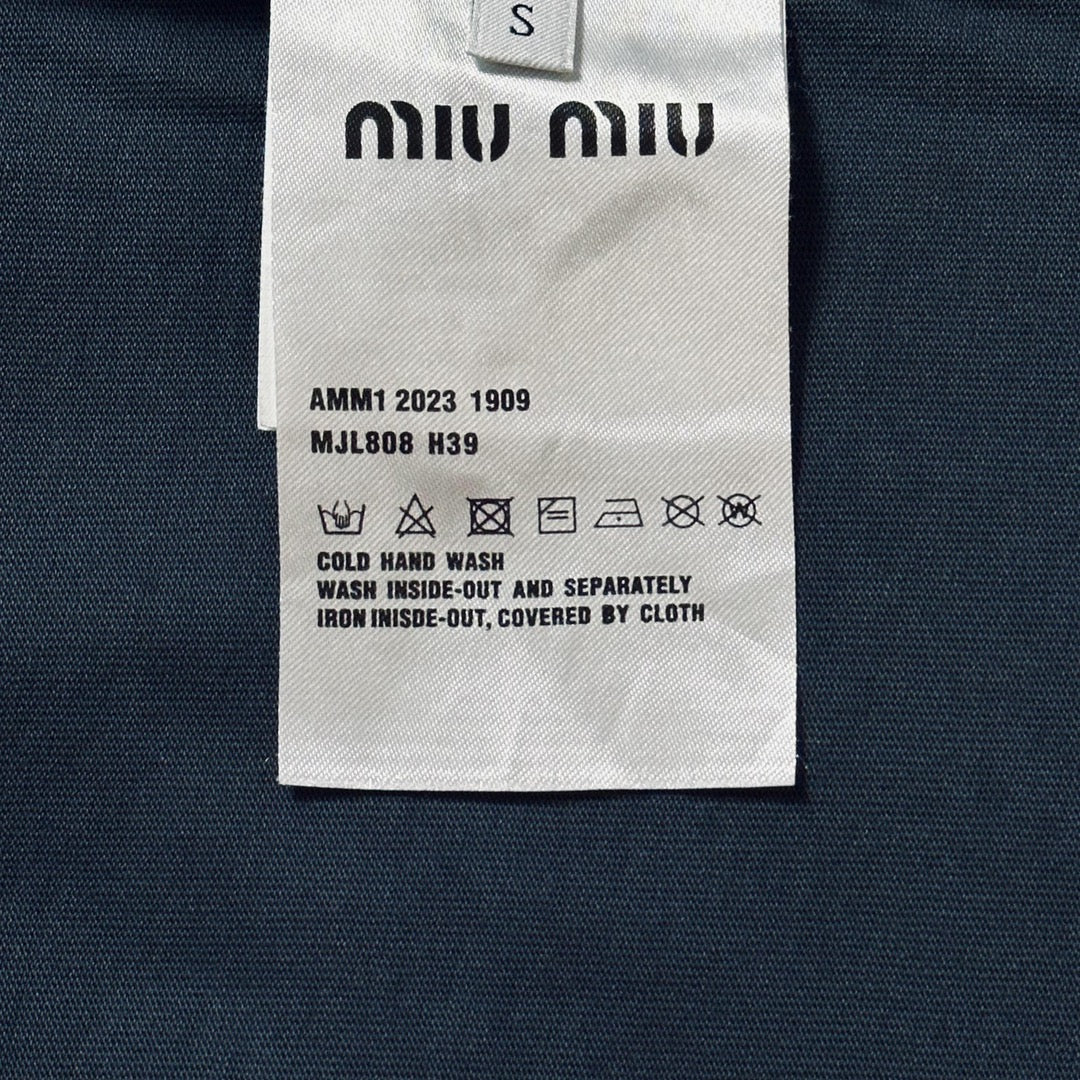 S
miu miu
AMM1 2023 1909
MJL808 H39
W
COLD HAND WASH
WASH INSIDE-OUT AND SEPARATELY
IRON INISDE-OUT, COVERED BY CLOTH